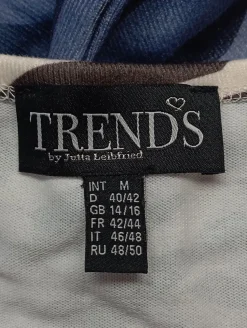 TRENDS
by Jutta Leibfried
INT M
D 40/42
GB 14/16
FR 42/44
IT 46/48
RU 48/50